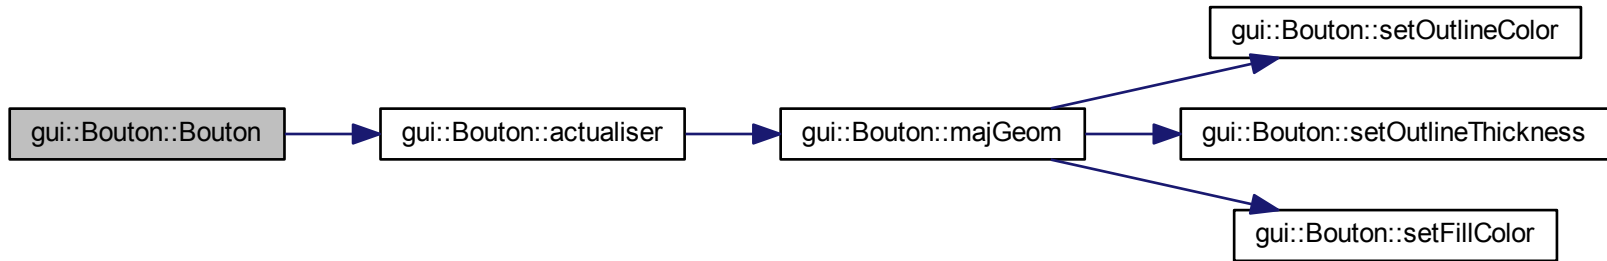 gui::Bouton::Bouton
gui::Bouton::actualiser
gui::Bouton::majGeom
gui::Bouton::setOutlineColor
gui::Bouton::setOutlineThickness
gui::Bouton::setFillColor